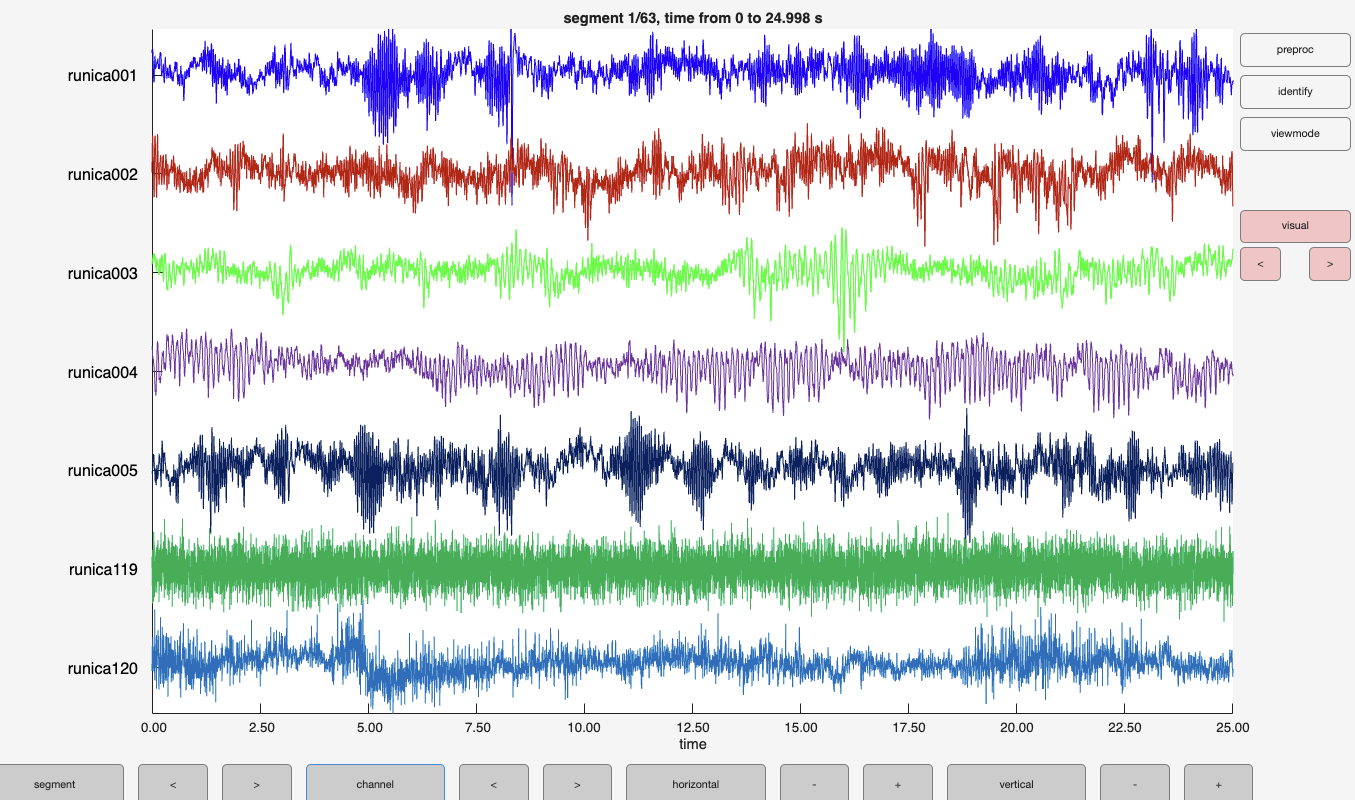 segment 1/63, time from 0 to 24.998 s
preproc
identify
viewmode
visual
< >
runica001
runica002
runica003
runica004
runica005
runica119
runica120
0.00 2.50 5.00 7.50 10.00 12.50 15.00 17.50 20.00 22.50 25.00
time
segment < > channel < > horizontal - + vertical - +